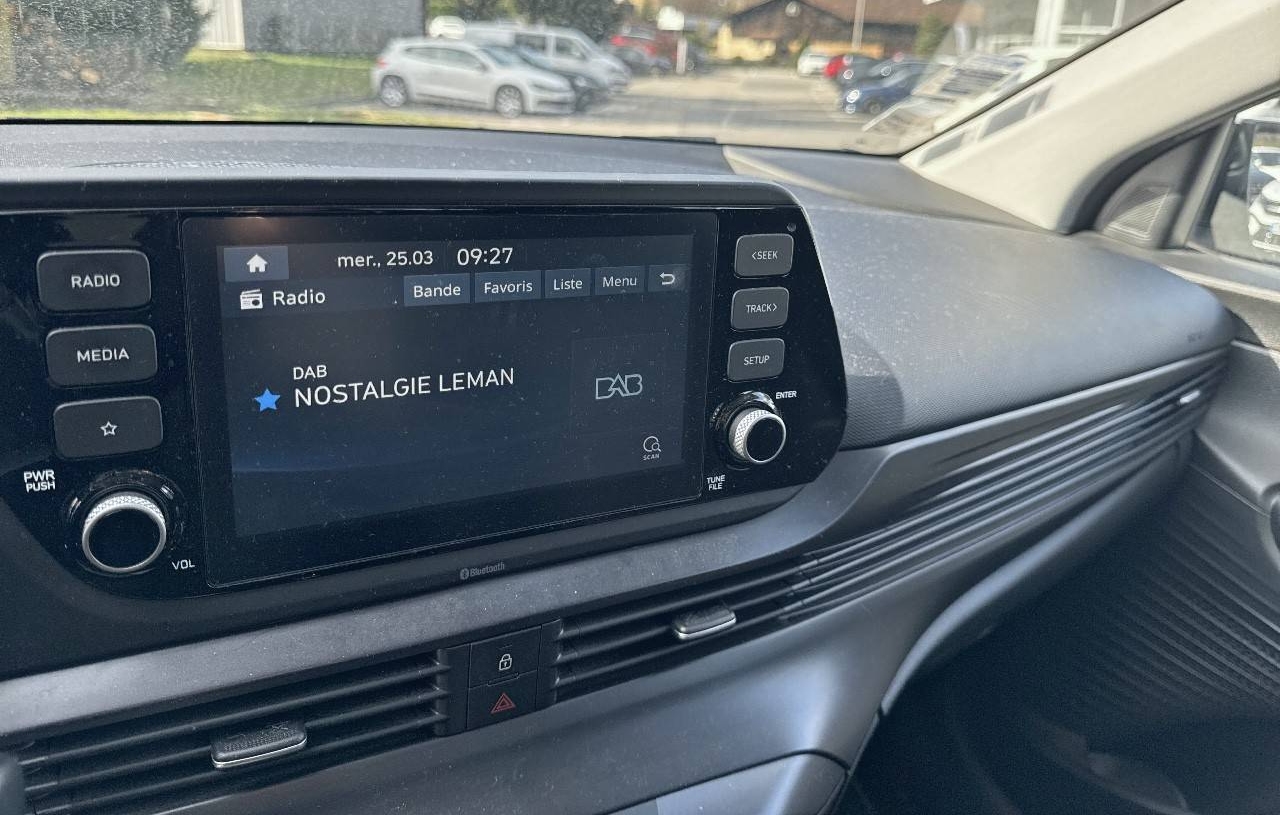 mer., 25.03 09:27
Radio
Bande Favoris Liste Menu
DAB
NOSTALGIE LEMAN
DAB
SCAN
RADIO
MEDIA
PWR
PUSH
VOL
<SEEK
TRACK>
SETUP
ENTER
TUNE
FILE
Bluetooth